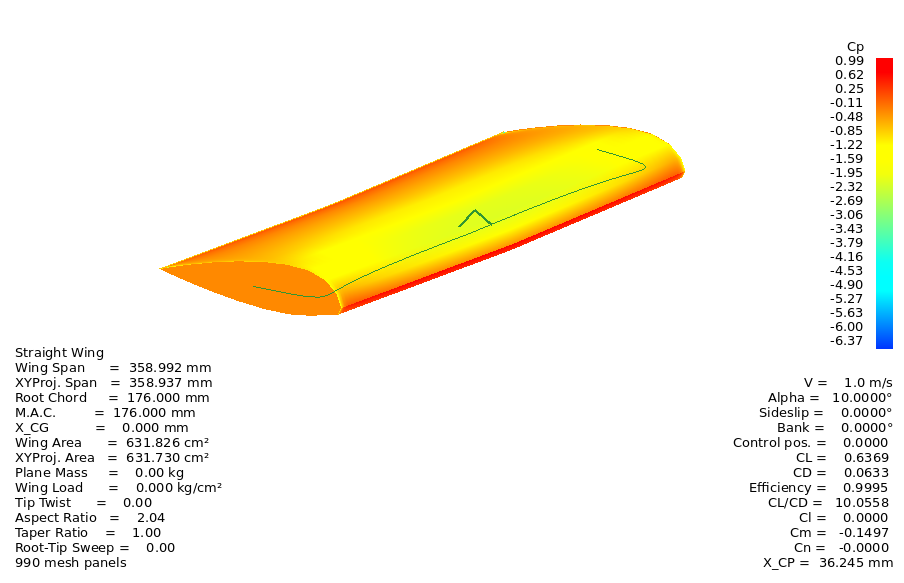 Cp
0.99
0.62
0.25
-0.11
-0.48
-0.85
-1.22
-1.59
-1.95
-2.32
-2.69
-3.06
-3.43
-3.79
-4.16
-4.53
-4.90
-5.27
-5.63
-6.00
-6.37
Straight Wing
Wing Span = 358.992 mm
XYProj. Span = 358.937 mm
Root Chord = 176.000 mm
M.A.C. = 176.000 mm
X_CG = 0.000 mm
Wing Area = 631.826 cm²
XYProj. Area = 631.730 cm²
Plane Mass = 0.00 kg
Wing Load = 0.000 kg/cm²
Tip Twist = 0.00
Aspect Ratio = 2.04
Taper Ratio = 1.00
Root-Tip Sweep = 0.00
990 mesh panels
V = 1.0 m/s
Alpha = 10.0000°
Sideslip = 0.0000°
Bank = 0.0000°
Control pos. = 0.0000
CL = 0.6369
CD = 0.0633
Efficiency = 0.9995
CL/CD = 10.0558
Cl = 0.0000
Cm = -0.1497
Cn = -0.0000
X_CP = 36.245 mm